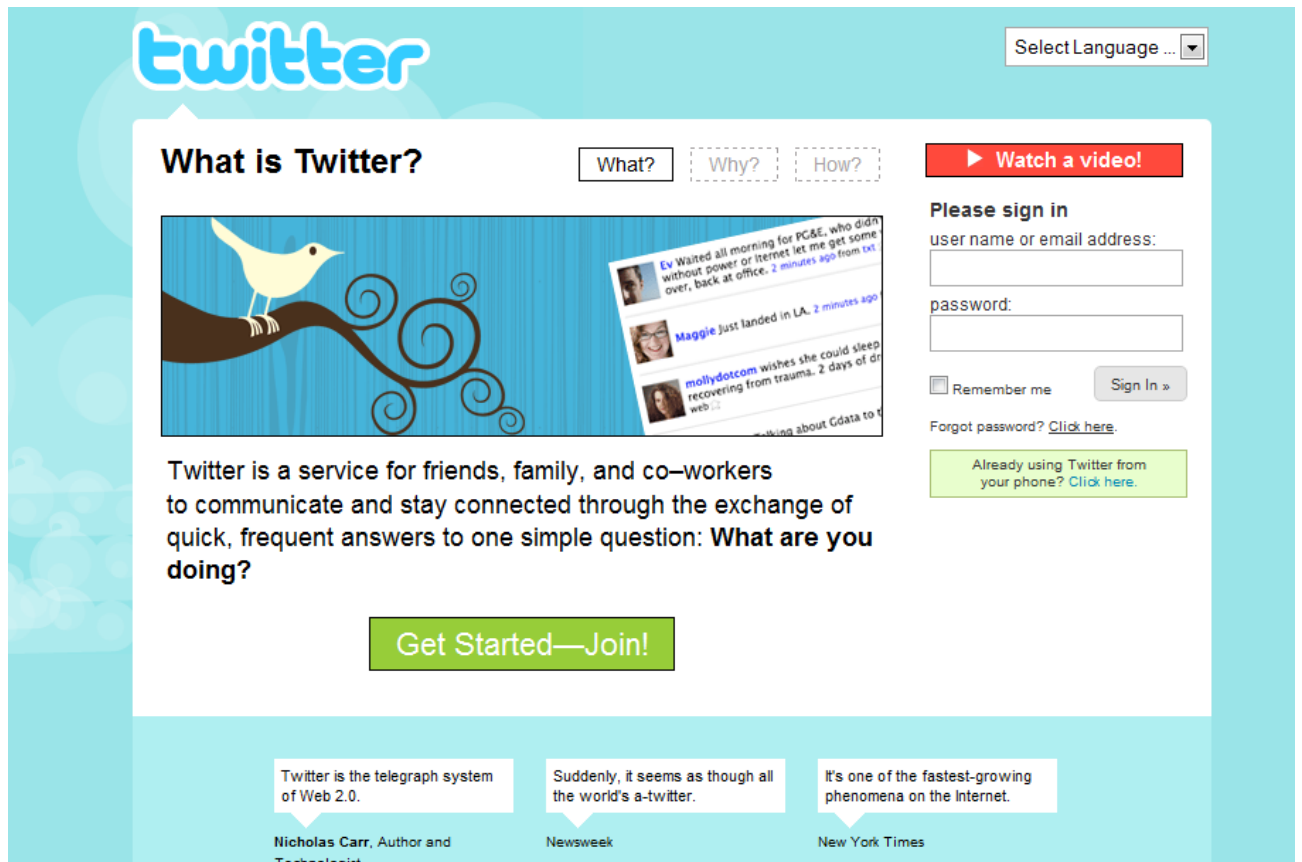 twitter
Select Language ...
What is Twitter?
What?
Why?
How?
Watch a video!
Ev Waited all morning for PG&E, who didn
without power or Iternet let me get some
over, back at office. 2 minutes ago from txt
Maggie Just landed in LA. 2 minutes ago
mollydotcom wishes she could sleep
recovering from trauma. 2 days of dr
web
Talking about Gdata to t
Please sign in
user name or email address:
password:
Remember me
Sign In »
Forgot password? Click here.
Already using Twitter from
your phone? Click here.
Twitter is a service for friends, family, and co–workers
to communicate and stay connected through the exchange of
quick, frequent answers to one simple question: What are you
doing?
Get Started—Join!
Twitter is the telegraph system
of Web 2.0.
Nicholas Carr, Author and
Technologist
Suddenly, it seems as though all
the world's a-twitter.
Newsweek
It's one of the fastest-growing
phenomena on the Internet.
New York Times